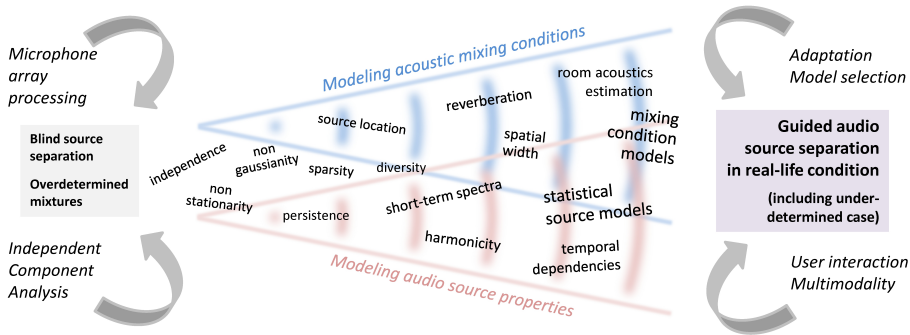 Microphone
array
processing
Blind source
separation
Overdetermined
mixtures
Independent
Component
Analysis
Modeling acoustic mixing conditions
independence
non
gaussianity
non
stationarity
source location
sparsity
persistence
diversity
reverberation
short-term spectra
harmonicity
spatial
width
room acoustics
estimation
mixing
condition
models
statistical
source models
temporal
dependencies
Modeling audio source properties
Adaptation
Model selection
Guided audio
source separation
in real-life condition
(including under-
determined case)
User interaction
Multimodality